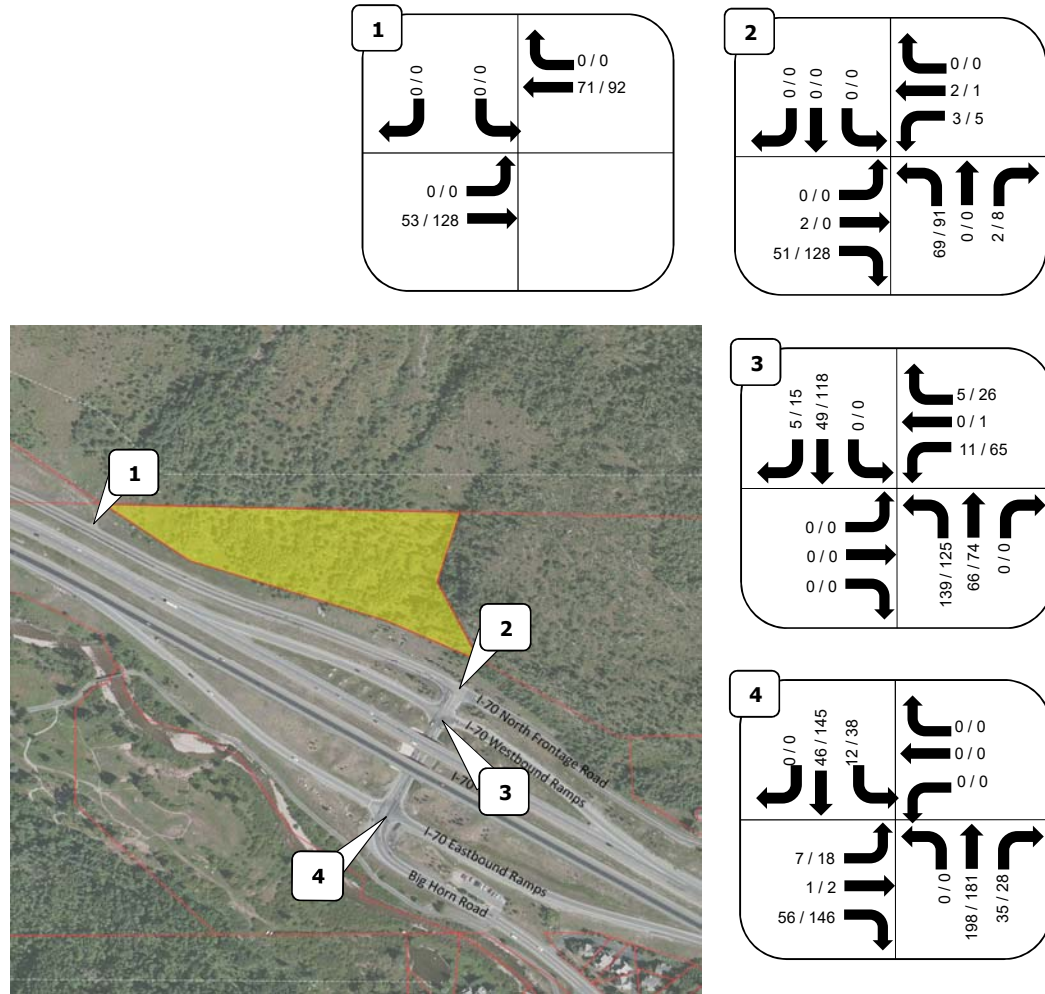 1
0 / 0
0 / 0
0 / 0
71 / 92
0 / 0
53 / 128
2
0 / 0
0 / 0
0 / 0
0 / 0
2 / 1
3 / 5
0 / 0
2 / 0
51 / 128
69 / 91
0 / 0
2 / 8
3
5 / 15
49 / 118
0 / 0
5 / 26
0 / 1
11 / 65
0 / 0
0 / 0
0 / 0
139 / 125
66 / 74
0 / 0
4
0 / 0
46 / 145
12 / 38
0 / 0
0 / 0
0 / 0
7 / 18
1 / 2
56 / 146
0 / 0
198 / 181
35 / 28
1
2
I-70 North Frontage Road
I-70 Westbound Ramps
I-70
3
I-70 Eastbound Ramps
4
Big Horn Road